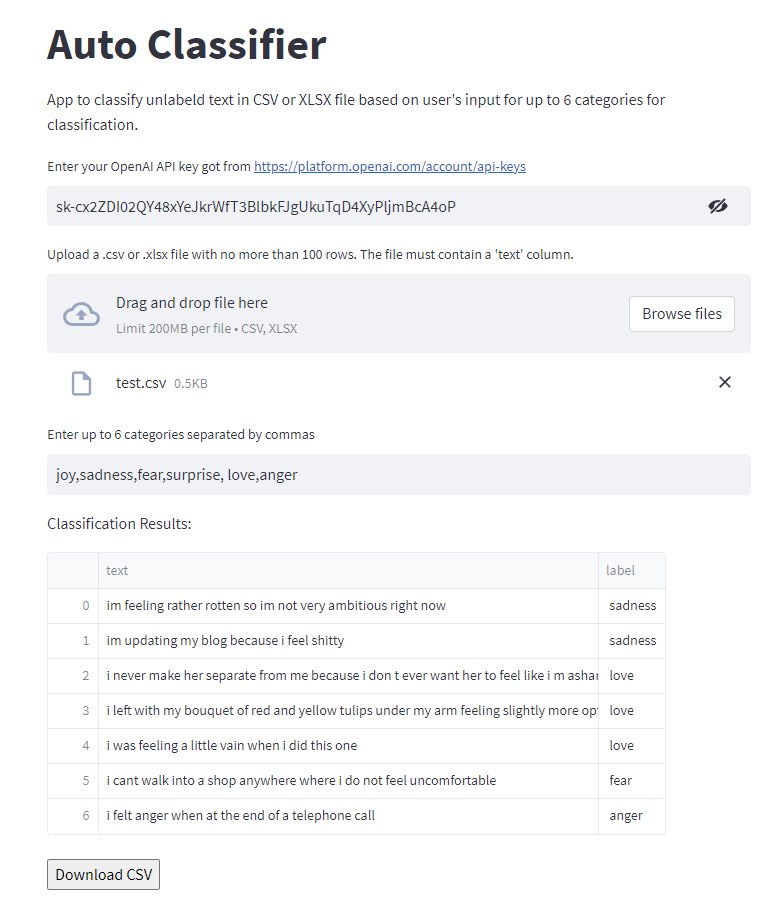 Auto Classifier
App to classify unlabeld text in CSV or XLSX file based on user's input for up to 6 categories for
classification.
Enter your OpenAI API key got from https://platform.openai.com/account/api-keys
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
Upload a .csv or .xlsx file with no more than 100 rows. The file must contain a 'text' column.
Drag and drop file here
Limit 200MB per file • CSV, XLSX
Browse files
test.csv 0.5KB
Enter up to 6 categories separated by commas
joy,sadness,fear,surprise, love,anger
Classification Results:
text label
0 im feeling rather rotten so im not very ambitious right now sadness
1 im updating my blog because i feel shitty sadness
2 i never make her separate from me because i don t ever want her to feel like i m ashar love
3 i left with my bouquet of red and yellow tulips under my arm feeling slightly more op love
4 i was feeling a little vain when i did this one love
5 i cant walk into a shop anywhere where i do not feel uncomfortable fear
6 i felt anger when at the end of a telephone call anger
Download CSV